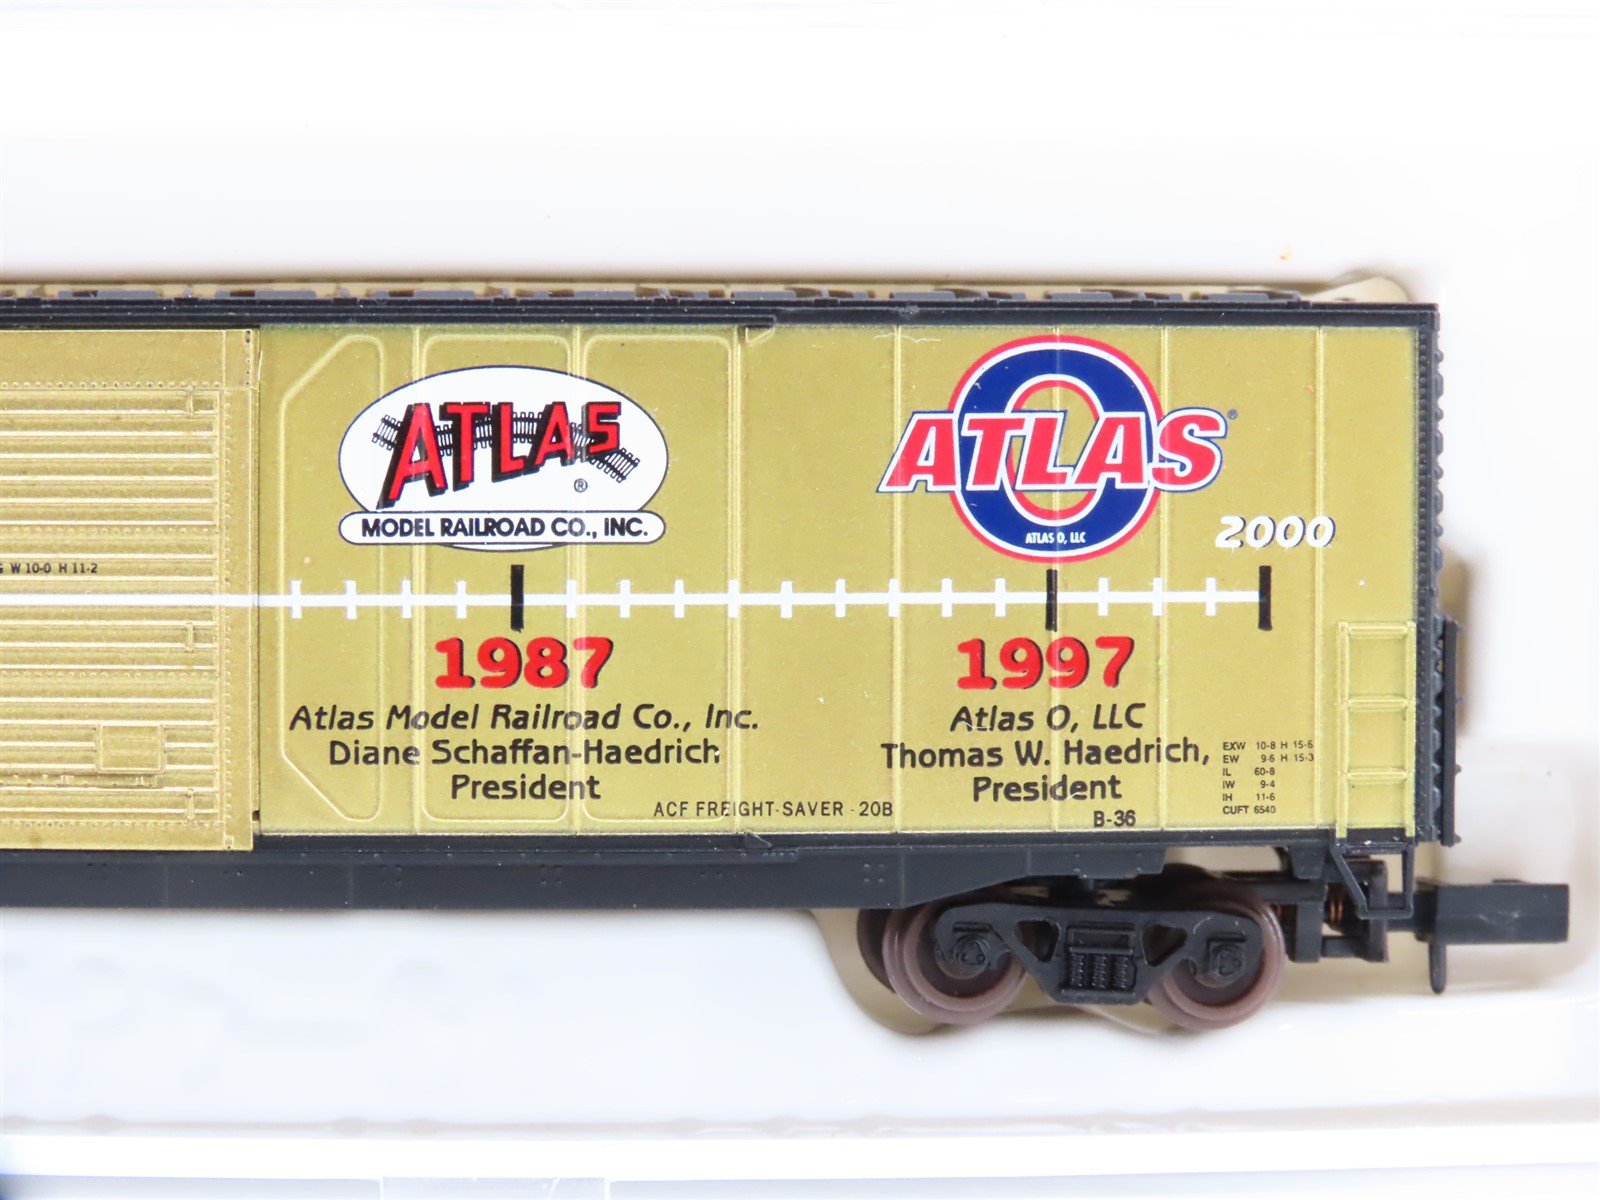 ATLAS
®
MODEL RAILROAD CO., INC.
ATLAS®
ATLAS O, LLC
2000
W 10-0 H 11-2
1987
Atlas Model Railroad Co., Inc.
Diane Schaffan-Haedrich
President
1997
Atlas O, LLC
Thomas W. Haedrich,
President
ACF FREIGHT-SAVER - 20B
B-36
EXW 10-8 H 15-6
EW 9-6 H 15-3
IL 60-8
IW 9-4
IH 11-6
CUFT 6540